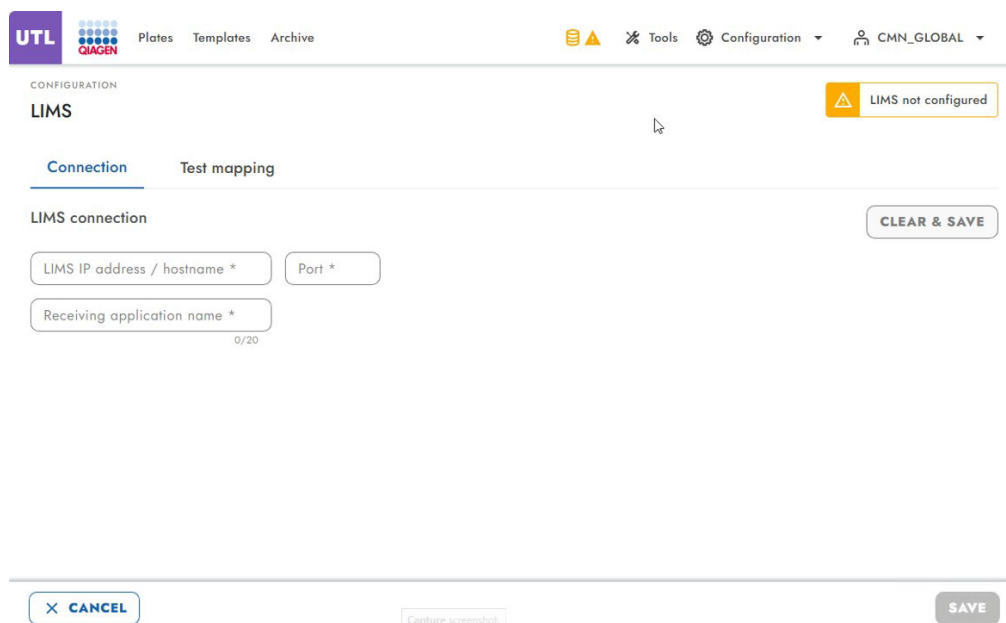 UTL
QIAGEN
Plates Templates Archive
Tools Configuration CMN_GLOBAL
CONFIGURATION
LIMS
LIMS not configured
Connection Test mapping
LIMS connection
CLEAR & SAVE
LIMS IP address / hostname * Port *
Receiving application name *
0/20
CANCEL
Capture screenshot.
SAVE